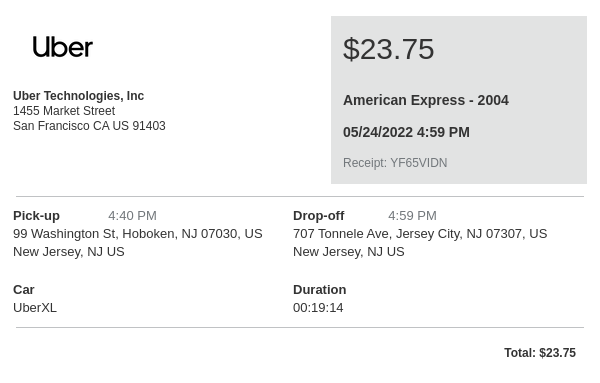 Uber
Uber Technologies, Inc
1455 Market Street
San Francisco CA US 91403
$23.75
American Express - 2004
05/24/2022 4:59 PM
Receipt: YF65VIDN
Pick-up 4:40 PM
99 Washington St, Hoboken, NJ 07030, US
New Jersey, NJ US
Drop-off 4:59 PM
707 Tonnele Ave, Jersey City, NJ 07307, US
New Jersey, NJ US
Car
UberXL
Duration
00:19:14
Total: $23.75